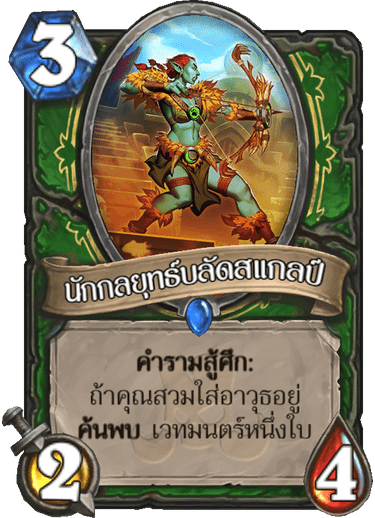 3
นักกลยุทธ์บลัดสแกลป์
คำรามสู้ศึก:
ถ้าคุณสวมใส่อาวุธอยู่
ค้นพบ เวทมนตร์หนึ่งใบ
2
4